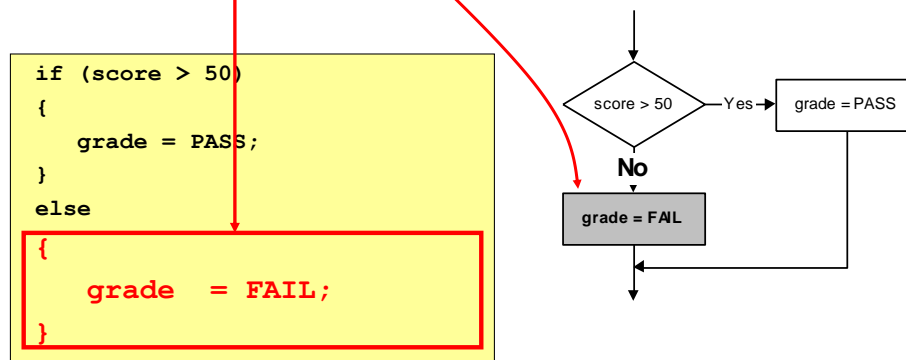 if (score > 50)
{
grade = PASS;
}
else
{
grade = FAIL;
}
score > 50
Yes
grade = PASS
No
grade = FAIL